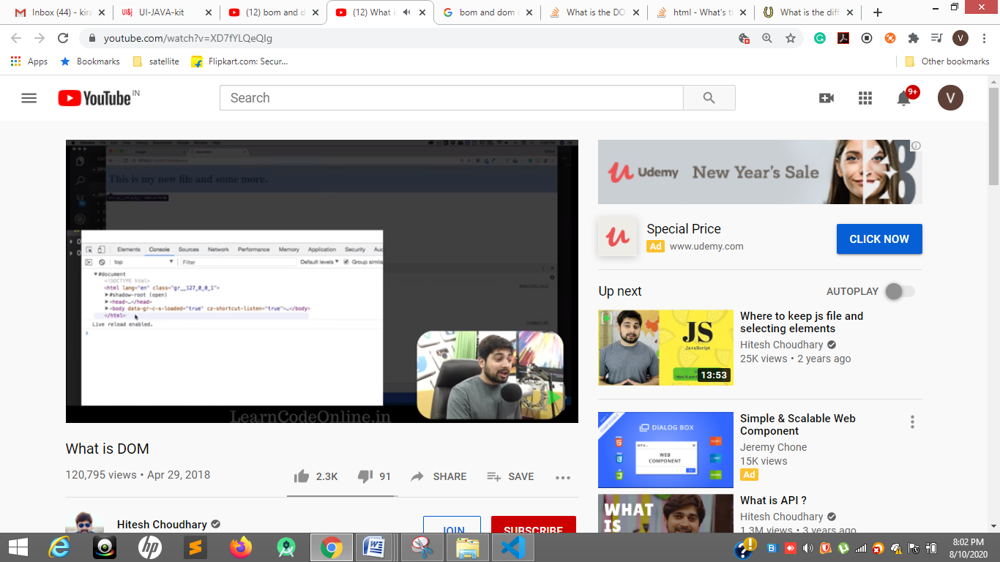 Inbox (44) - kira
UI-JAVA-kit
(12) bom and d
(12) What is
bom and dom d
What is the DO
html - What's th
What is the diff
youtube.com/watch?v=XD7fYLQeQIg
V
Apps
Bookmarks
satellite
Flipkart.com: Secur...
Other bookmarks
YouTube IN
Search
9+
V
This is my new file and some more.
Elements Console Sources Network Performance Memory Application Security Auc
top
Filter
Default levels
Group simila
#document
<!DOCTYPE html>
<html lang="en" class="gr__127_0_0_1">
#shadow-root (open)
<head>…</head>
<body data-gr-c-s-loaded="true" cz-shortcut-listen="true">…</body>
</html>
Live reload enabled.
LearnCodeOnline.in
What is DOM
120,795 views • Apr 29, 2018
2.3K
91
SHARE
SAVE
Hitesh Choudhary
JOIN
SUBSCRIBE
Udemy New Year's Sale
Special Price
Ad www.udemy.com
CLICK NOW
Up next
AUTOPLAY
JS
JavaScript
13:53
Where to keep js file and
selecting elements
Hitesh Choudhary
25K views • 2 years ago
DIALOG BOX
WEB
COMPONENT
Simple & Scalable Web
Component
Jeremy Chone
15K views
Ad
WHAT
IS
What is API ?
Hitesh Choudhary
1.3M views • 3 years ago
8:02 PM
8/10/2020